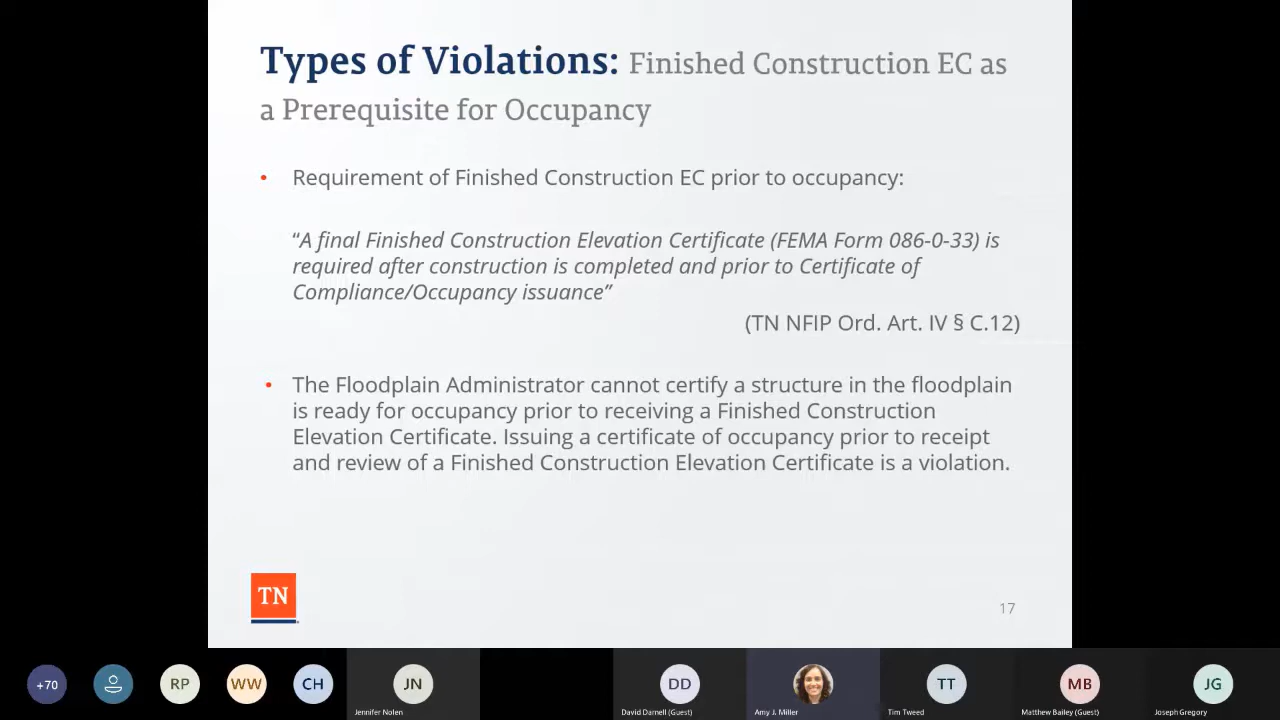 Types of Violations: Finished Construction EC as
a Prerequisite for Occupancy
• Requirement of Finished Construction EC prior to occupancy:
“A final Finished Construction Elevation Certificate (FEMA Form 086-0-33) is
required after construction is completed and prior to Certificate of
Compliance/Occupancy issuance”
(TN NFIP Ord. Art. IV § C.12)
• The Floodplain Administrator cannot certify a structure in the floodplain
is ready for occupancy prior to receiving a Finished Construction
Elevation Certificate. Issuing a certificate of occupancy prior to receipt
and review of a Finished Construction Elevation Certificate is a violation.
TN
17
+70 RP WW CH JN DD TT MB JG
Jennifer Nolen David Darnell (Guest) Amy J. Miller Tim Tweed Matthew Bailey (Guest) Joseph Gregory